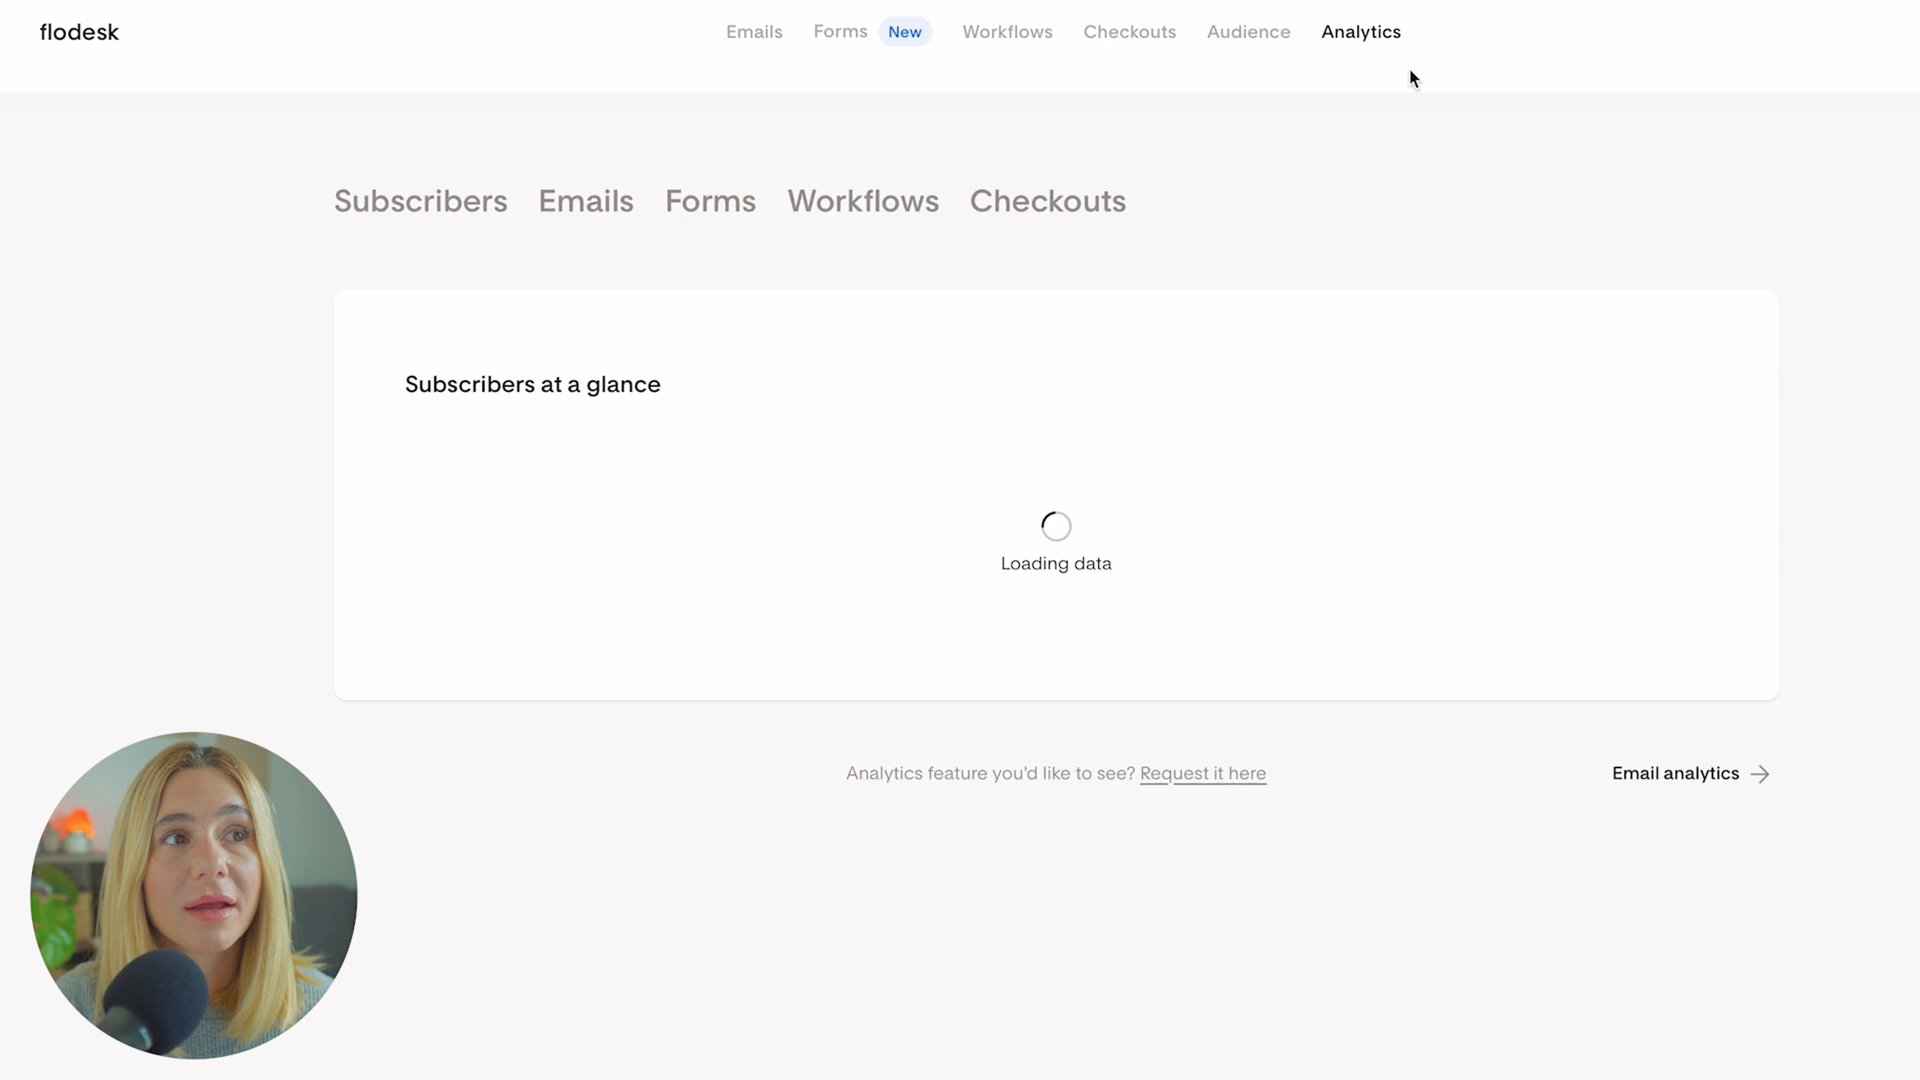 flodesk
Emails Forms New Workflows Checkouts Audience Analytics
Subscribers Emails Forms Workflows Checkouts
Subscribers at a glance
Loading data
Analytics feature you'd like to see? Request it here
Email analytics